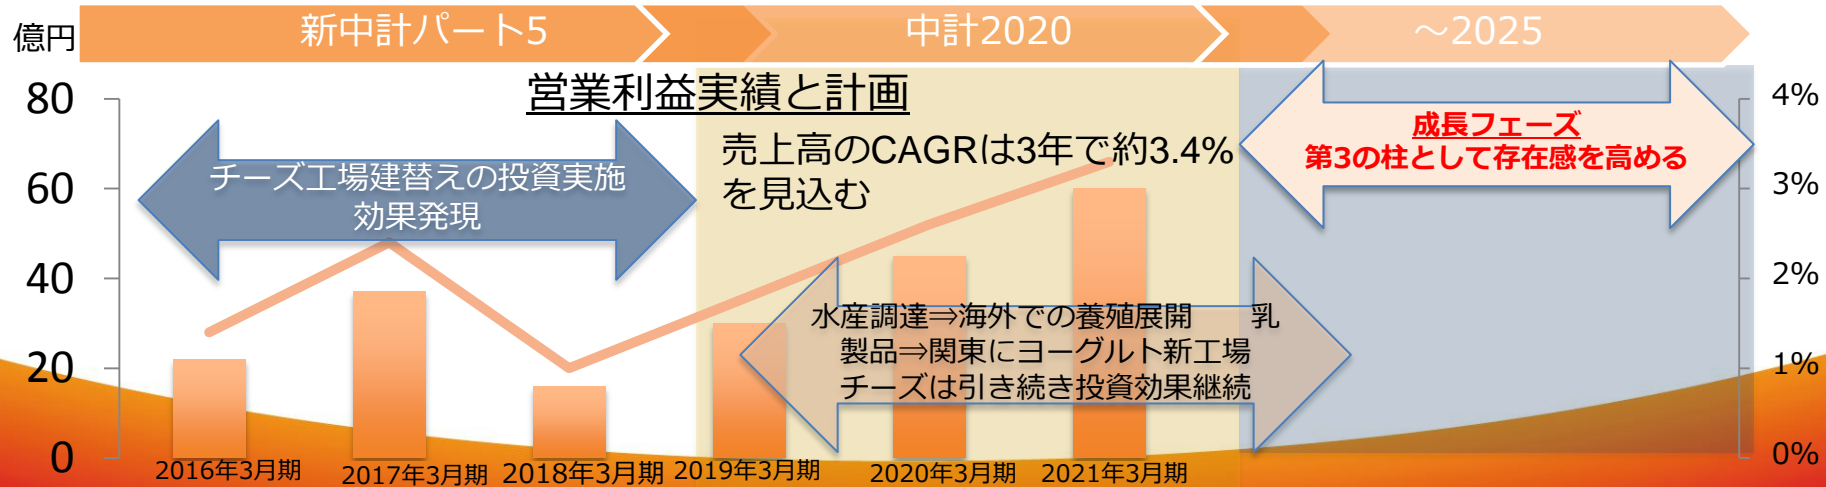 新中計パート5
中計2020
～2025
億円
営業利益実績と計画
80
60
40
20
0
4%
3%
2%
1%
0%
チーズ工場建替えの投資実施
効果発現
売上高のCAGRは3年で約3.4%
を見込む
成長フェーズ
第3の柱として存在感を高める
水産調達⇒海外での養殖展開　　乳
製品⇒関東にヨーグルト新工場
チーズは引き続き投資効果継続
2016年3月期
2017年3月期
2018年3月期
2019年3月期
2020年3月期
2021年3月期